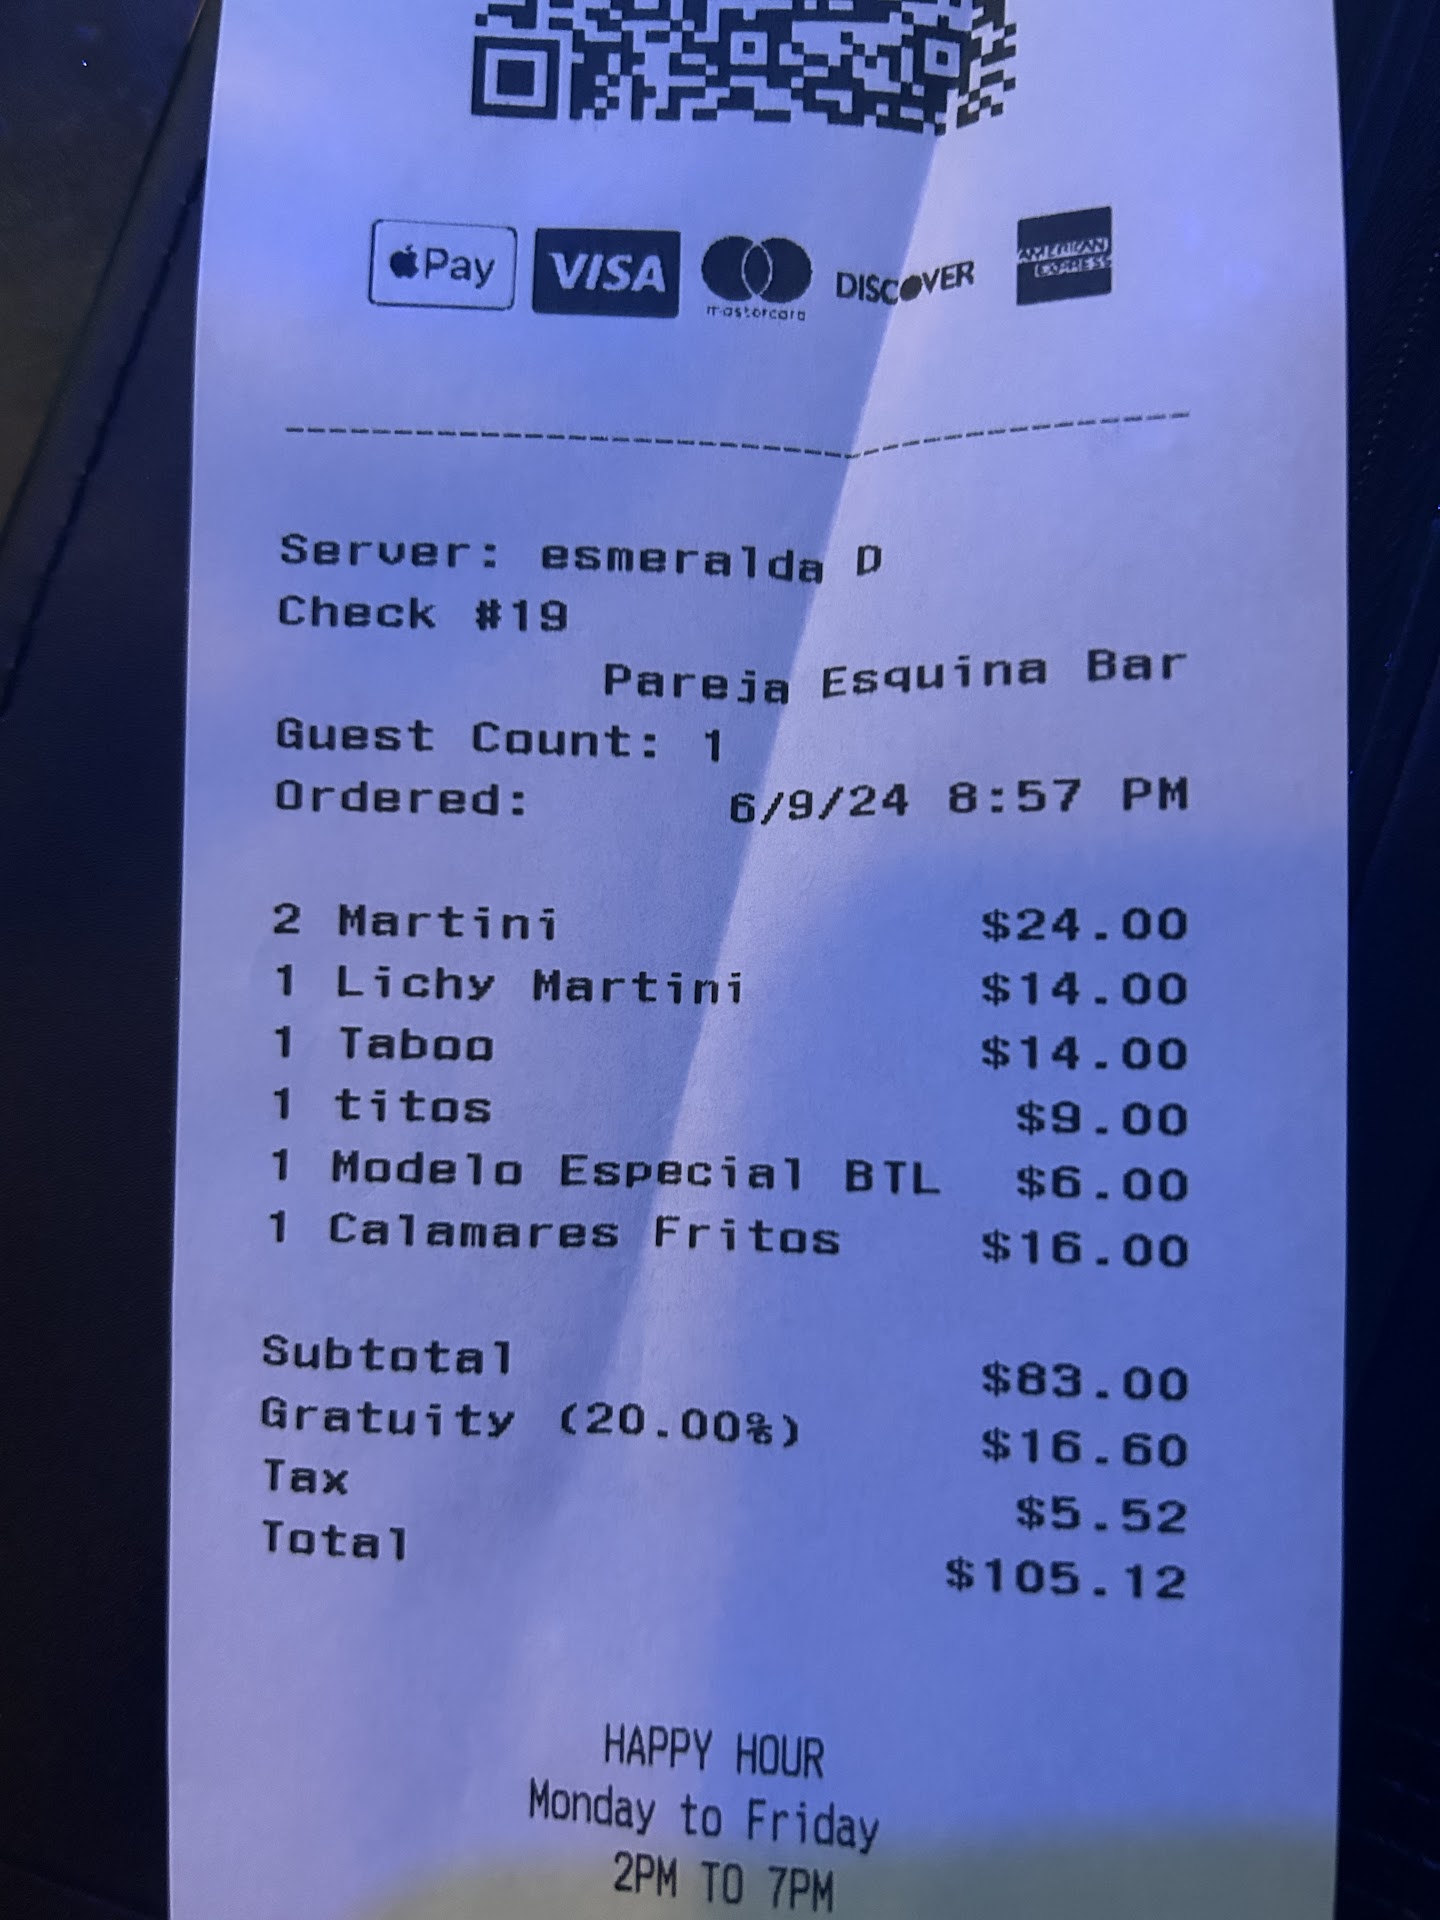 Pay VISA mastercard DISCOVER AMERICAN EXPRESS
Server: esmeralda D
Check #19
Pareja Esquina Bar
Guest Count: 1
Ordered: 6/9/24 8:57 PM
2 Martini $24.00
1 Lichy Martini $14.00
1 Taboo $14.00
1 titos $9.00
1 Modelo Especial BTL $6.00
1 Calamares Fritos $16.00
Subtotal $83.00
Gratuity (20.00%) $16.60
Tax $5.52
Total $105.12
HAPPY HOUR
Monday to Friday
2PM TO 7PM